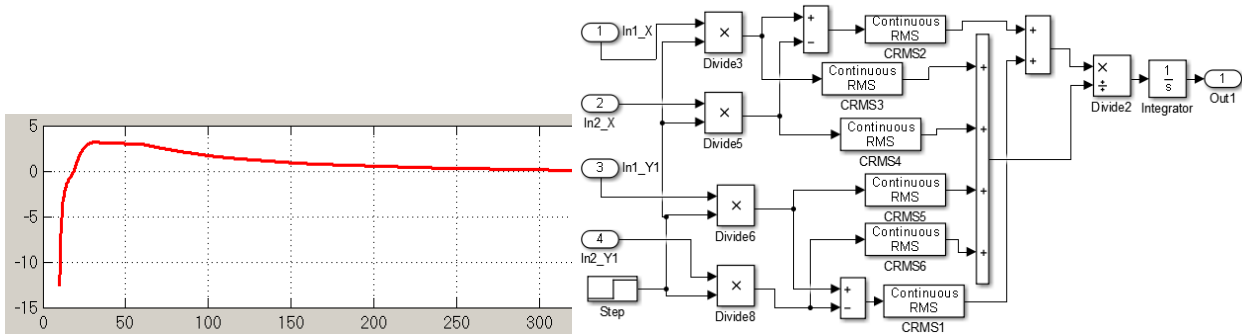 5
0
-5
-10
-15
0 50 100 150 200 250 300
1
In1_X
2
In2_X
3
In1_Y1
4
In2_Y1
Step
×
Divide3
×
Divide5
×
Divide6
×
Divide8
+
−
Continuous
RMS
CRMS2
Continuous
RMS
CRMS3
Continuous
RMS
CRMS4
Continuous
RMS
CRMS5
Continuous
RMS
CRMS6
+
−
Continuous
RMS
CRMS1
+
+
+
+
+
+
×
÷
Divide2
1
s
Integrator
1
Out1